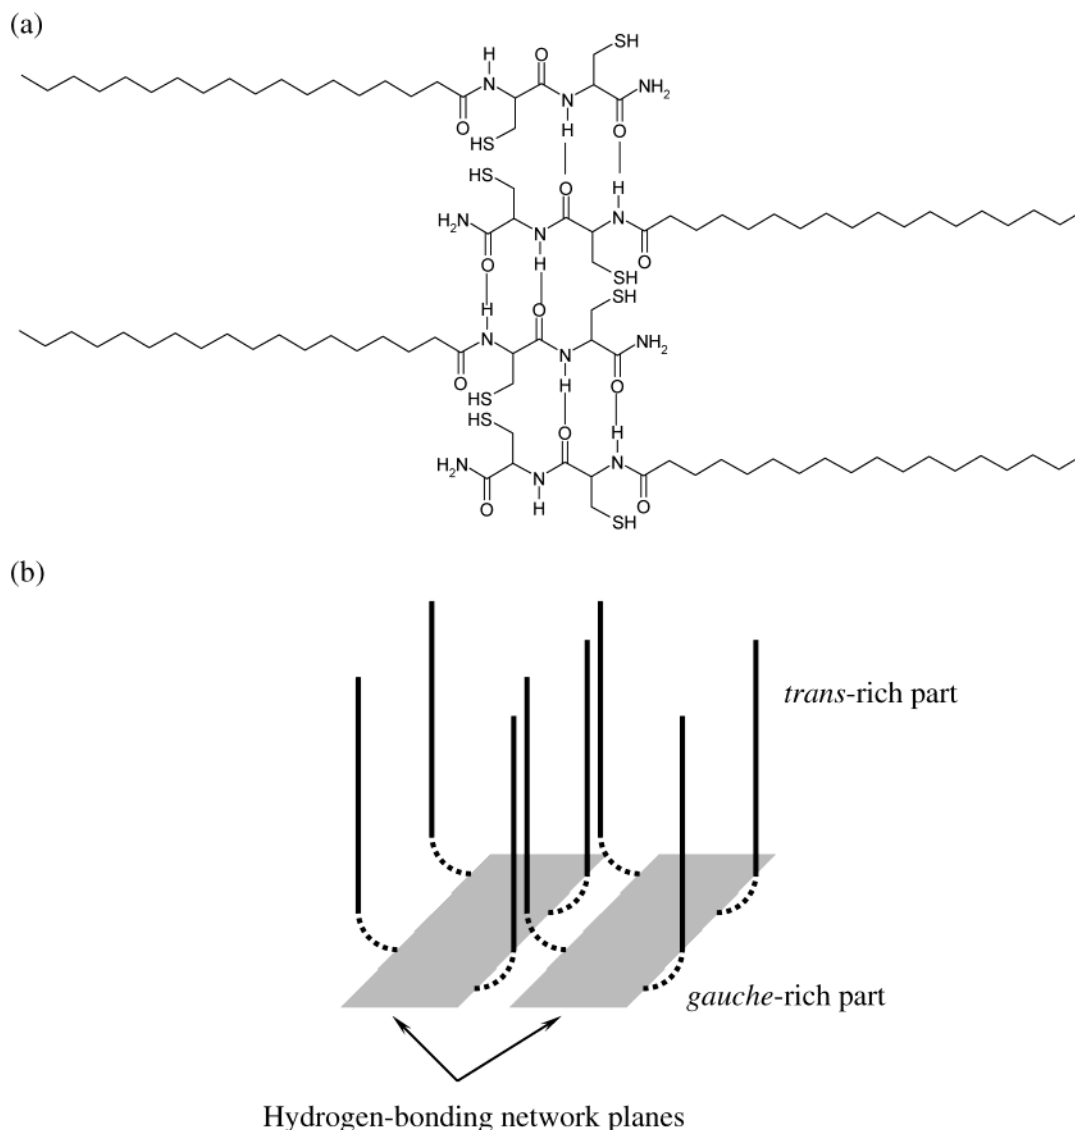 (a)
SH
H O
N NH₂
N
O H O
HS
HS
O H
H₂N N
N
O H O
SH
SH
H O
N NH₂
N
O H O
HS
HS
O H
H₂N N
N
O H O
SH
(b)
trans-rich part
gauche-rich part
Hydrogen-bonding network planes